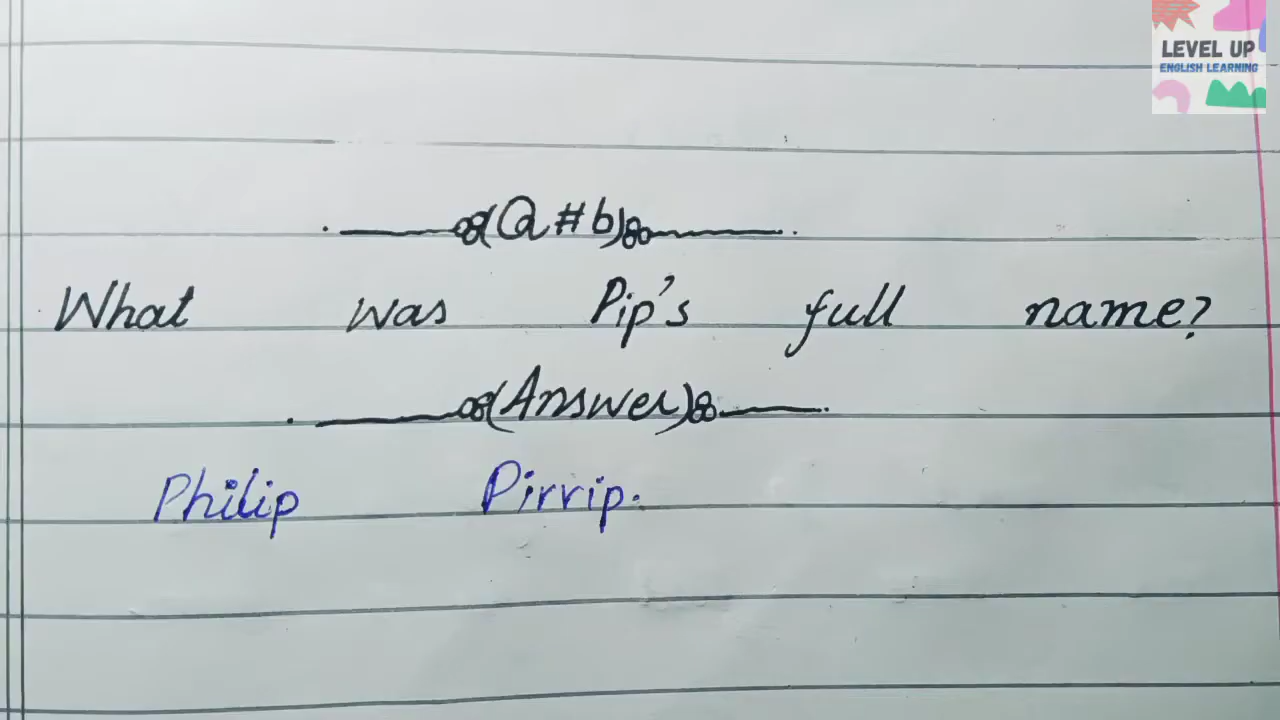 LEVEL UP
ENGLISH LEARNING
(Q#b)
What was Pip's full name?
(Answer)
Philip Pirrip.